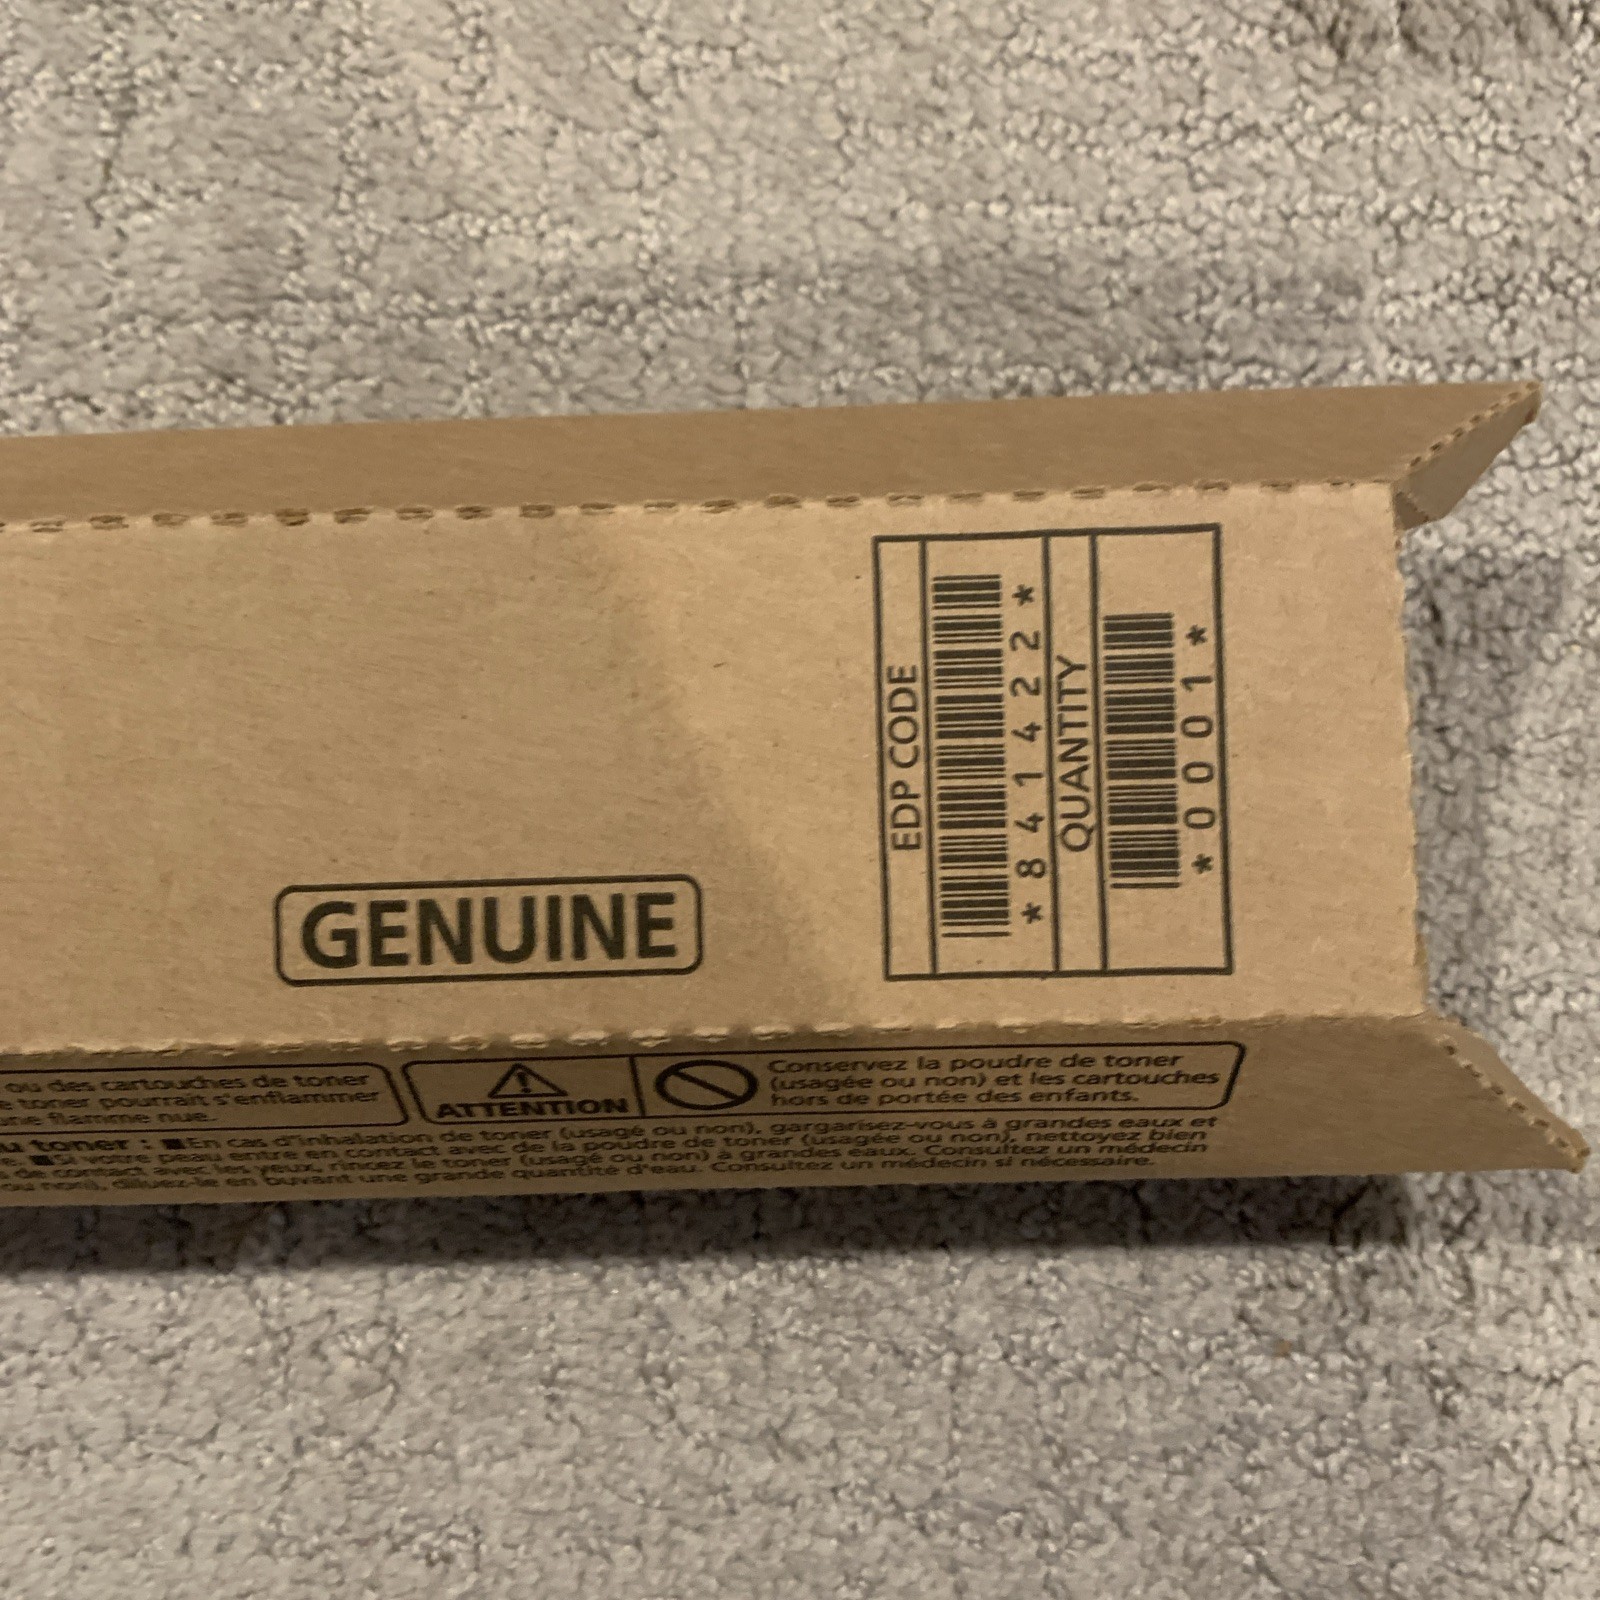 EDP CODE
*841422*
QUANTITY
*0001*
GENUINE
ou des cartouches de toner
toner pourrait s'enflammer
une flamme nue.
ATTENTION
Conservez la poudre de toner
(usagée ou non) et les cartouches
hors de portée des enfants.
toner : ■En cas d'inhalation de toner (usagé ou non), gargarisez-vous à grandes eaux et
■Si votre peau entre en contact avec de la poudre de toner (usagée ou non), nettoyez bien
de contact avec les yeux, rincez le toner (usagé ou non) à grandes eaux. Consultez un médecin
ou non), diluez-le en buvant une grande quantité d'eau. Consultez un médecin si nécessaire.